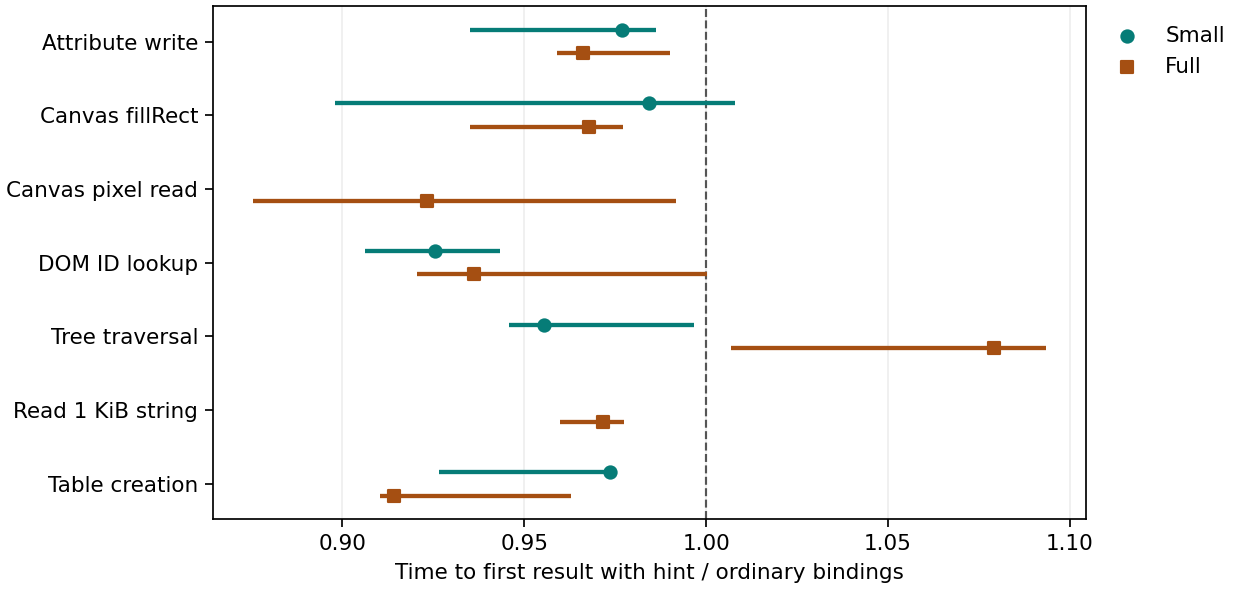 Attribute write
Canvas fillRect
Canvas pixel read
DOM ID lookup
Tree traversal
Read 1 KiB string
Table creation
0.90 0.95 1.00 1.05 1.10
Time to first result with hint / ordinary bindings
Small
Full